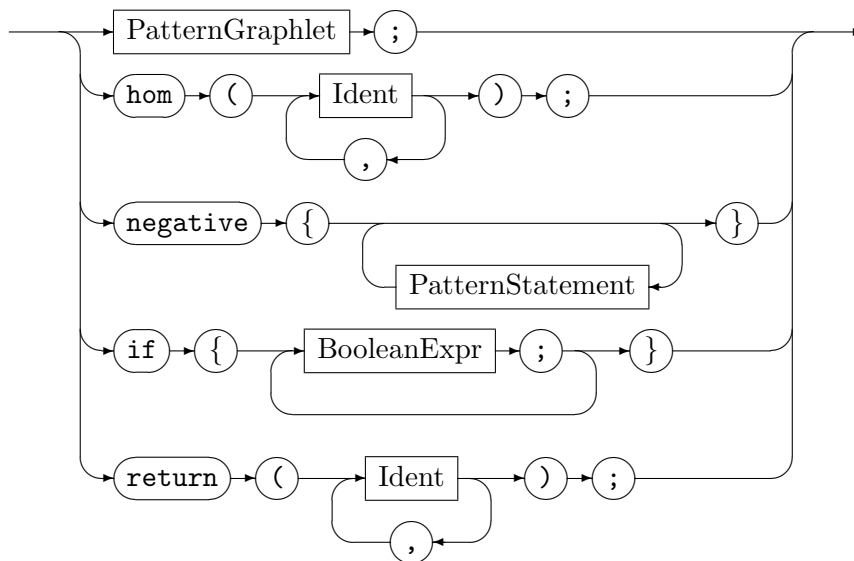 PatternGraphlet ;
hom ( Ident ) ;
,
negative { }
PatternStatement
if { BooleanExpr ; }
return ( Ident ) ;
,